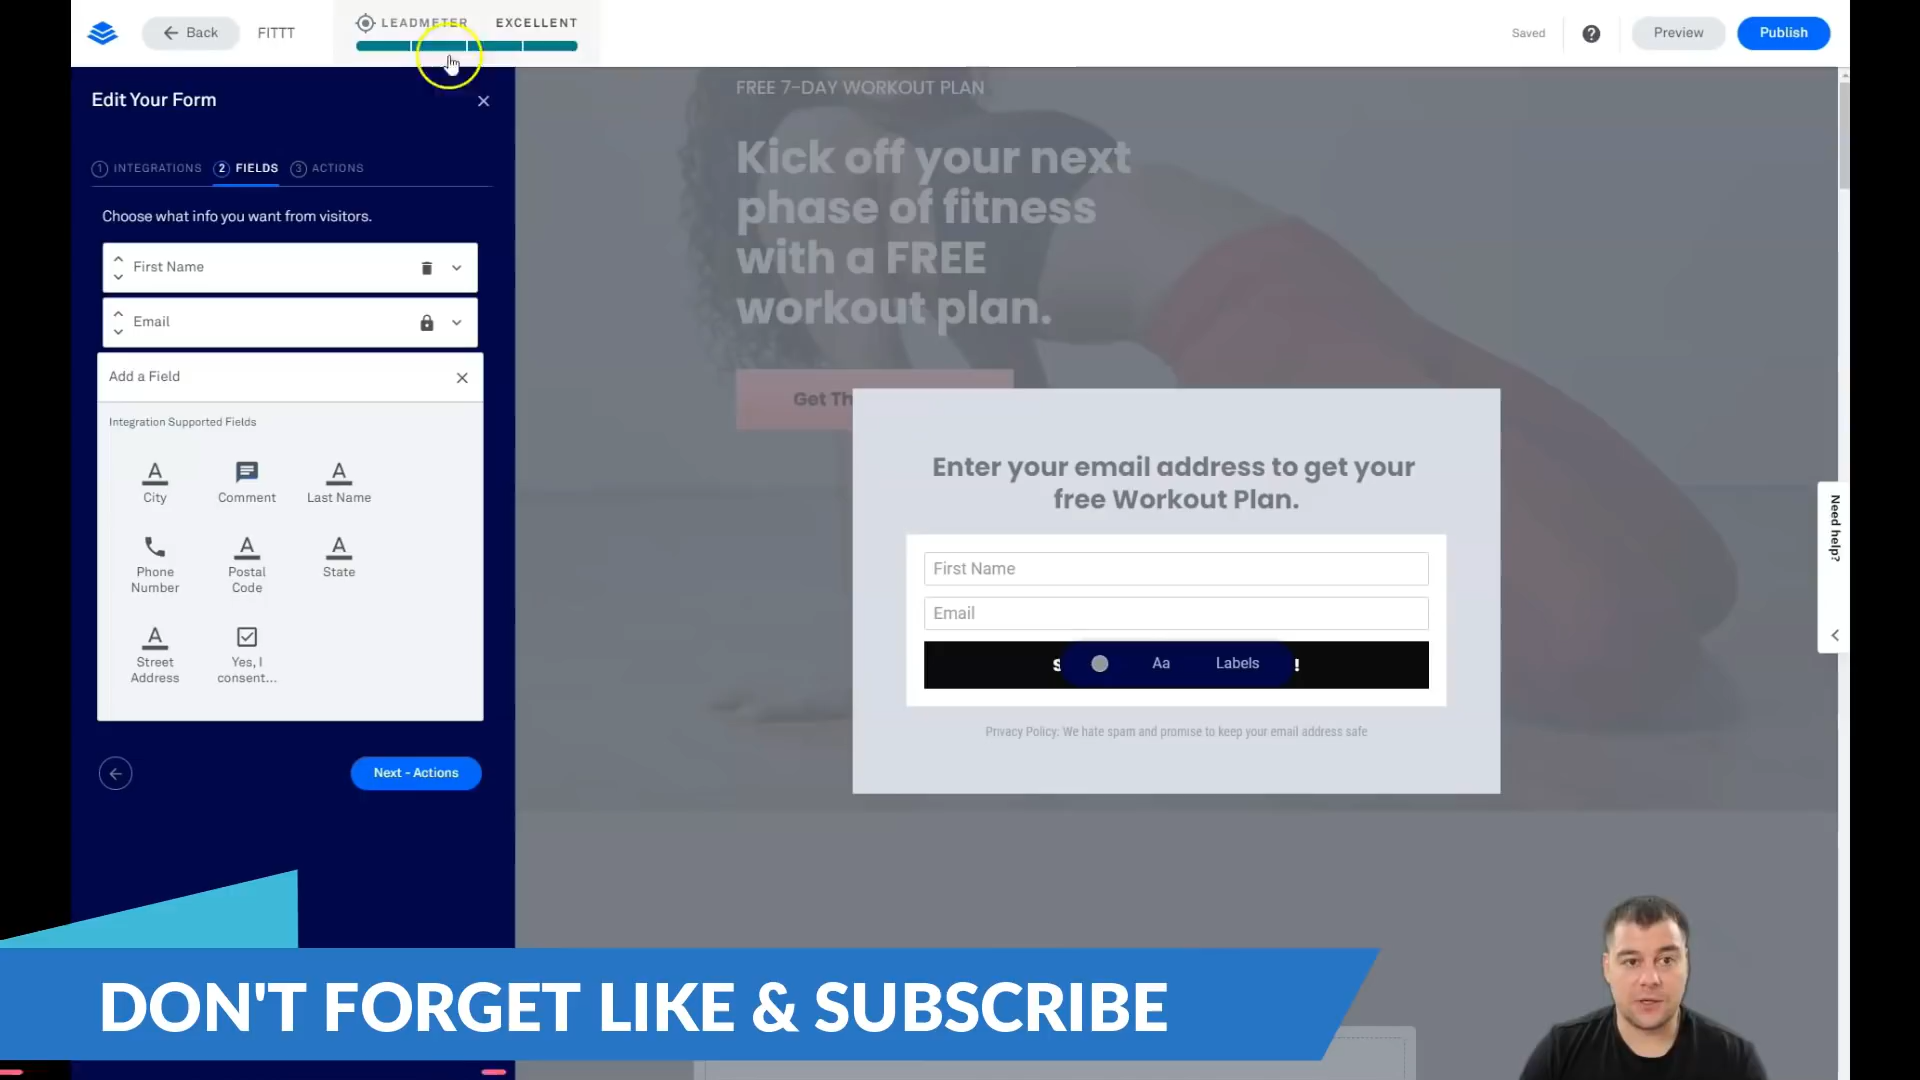 Back
FITTT
LEADMETER EXCELLENT
Saved
Preview
Publish
Edit Your Form
1 INTEGRATIONS
2 FIELDS
3 ACTIONS
Choose what info you want from visitors.
First Name
Email
Add a Field
Integration Supported Fields
City
Comment
Last Name
Phone
Number
Postal
Code
State
Street
Address
Yes, I
consent...
Next - Actions
FREE 7-DAY WORKOUT PLAN
Kick off your next
phase of fitness
with a FREE
workout plan.
Get Th
Enter your email address to get your
free Workout Plan.
First Name
Email
S
Aa
Labels
!
Privacy Policy: We hate spam and promise to keep your email address safe
Need help?
DON'T FORGET LIKE & SUBSCRIBE